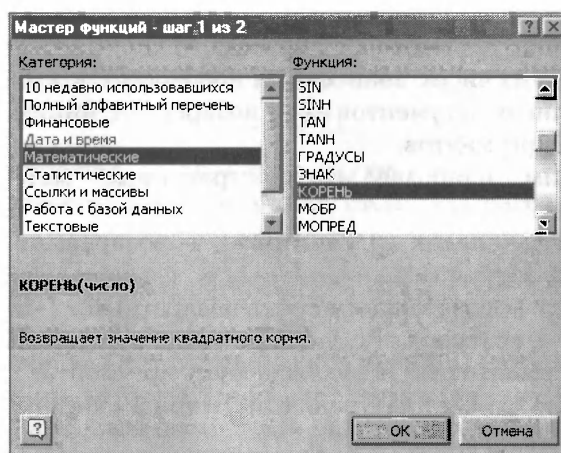 Мастер функций - шаг 1 из 2
Категория:
10 недавно использовавшихся
Полный алфавитный перечень
Финансовые
Дата и время
Математические
Статистические
Ссылки и массивы
Работа с базой данных
Текстовые
Функция:
SIN
SINH
TAN
TANH
ГРАДУСЫ
ЗНАК
КОРЕНЬ
МОБР
МОПРЕД
КОРЕНЬ(число)
Возвращает значение квадратного корня.
OK
Отмена